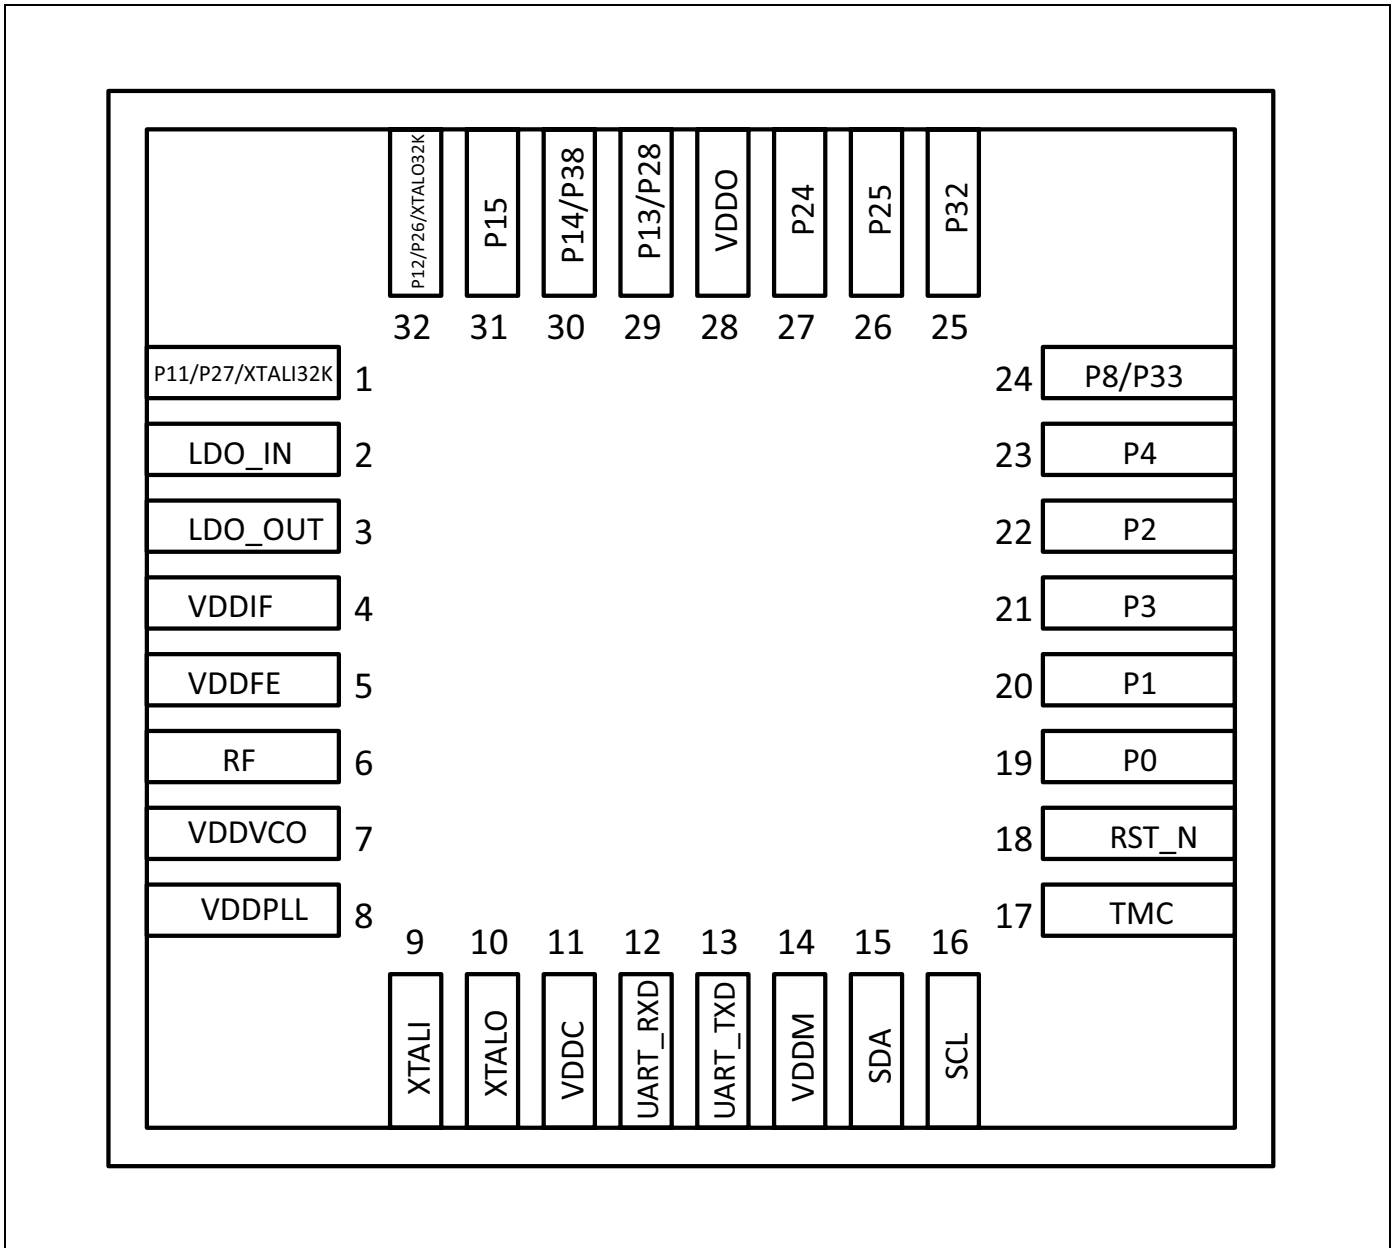 P12/P26/XTALO32K
P15
P14/P38
P13/P28
VDDO
P24
P25
P32
32 31 30 29 28 27 26 25
P11/P27/XTALI32K 1
24 P8/P33
LDO_IN 2
23 P4
LDO_OUT 3
22 P2
VDDIF 4
21 P3
VDDFE 5
20 P1
RF 6
19 P0
VDDVCO 7
18 RST_N
VDDPLL 8
17 TMC
9 10 11 12 13 14 15 16
XTALI
XTALO
VDDC
UART_RXD
UART_TXD
VDDM
SDA
SCL